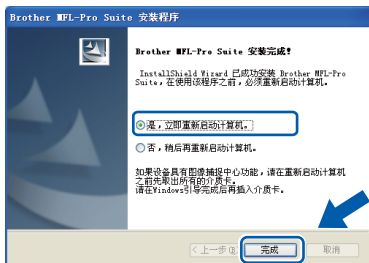 Brother MFL-Pro Suite 安装程序
Brother MFL-Pro Suite 安装完成!
InstallShield Wizard 已成功安装 Brother MFL-Pro
Suite,在使用该程序之前,必须重新启动计算机。
是,立即重新启动计算机。
否,稍后再重新启动计算机。
如果设备具有图像捕捉中心功能,请在重新启动计算机
之前先取出所有的介质卡。
请在Windows引导完成后再插入介质卡。
< 上一步(B)
完成
取消